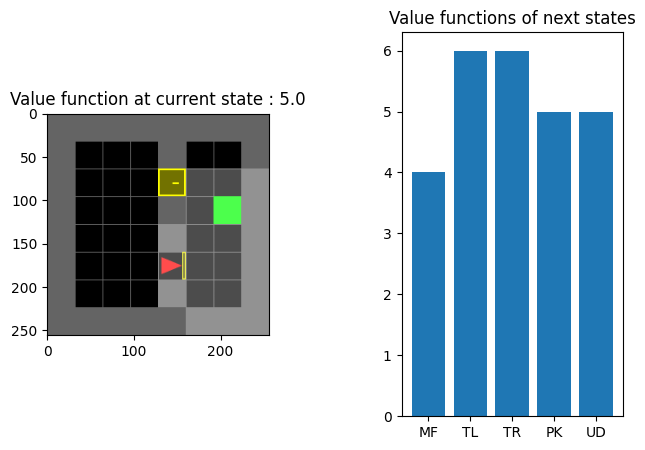 Value function at current state : 5.0
0
50
100
150
200
250
0
100
200
Value functions of next states
6
5
4
3
2
1
0
MF
TL
TR
PK
UD